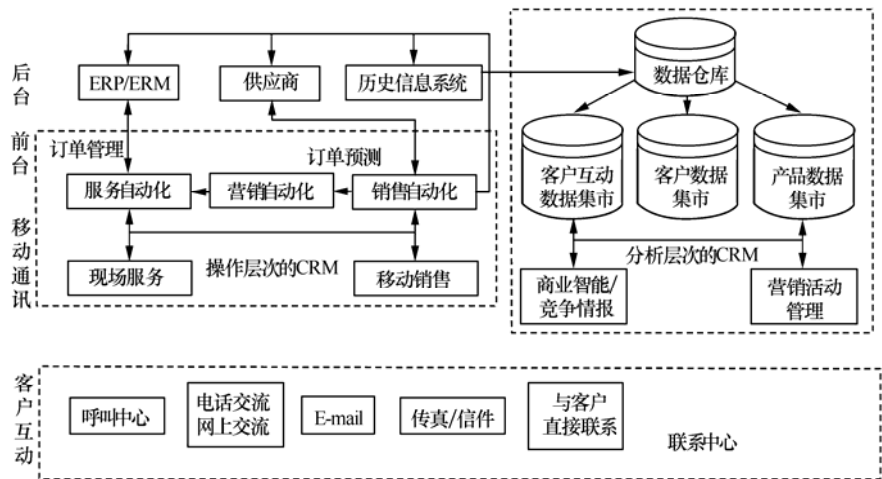 后台
ERP/ERM
供应商
历史信息系统
数据仓库
前台
订单管理
订单预测
服务自动化
营销自动化
销售自动化
客户互动
数据集市
客户数据
集市
产品数据
集市
移动通讯
现场服务
操作层次的CRM
移动销售
分析层次的CRM
商业智能/
竞争情报
营销活动
管理
客户互动
呼叫中心
电话交流
网上交流
E-mail
传真/信件
与客户
直接联系
联系中心